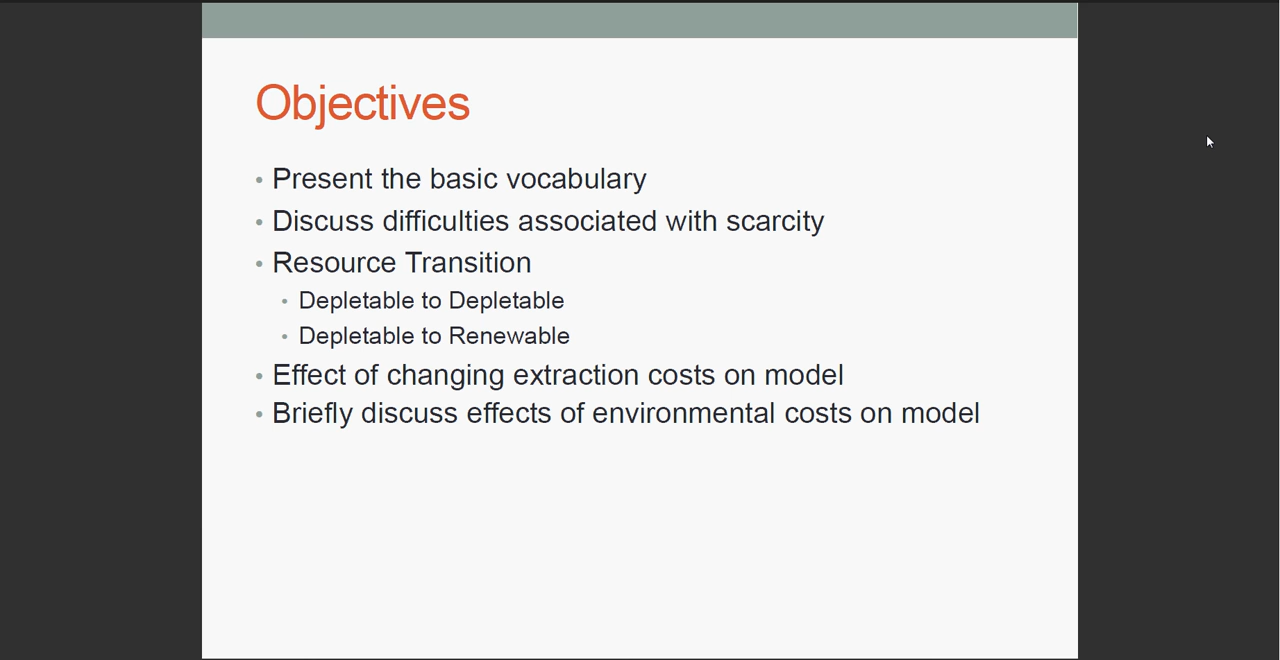 Objectives
• Present the basic vocabulary
• Discuss difficulties associated with scarcity
• Resource Transition
• Depletable to Depletable
• Depletable to Renewable
• Effect of changing extraction costs on model
• Briefly discuss effects of environmental costs on model